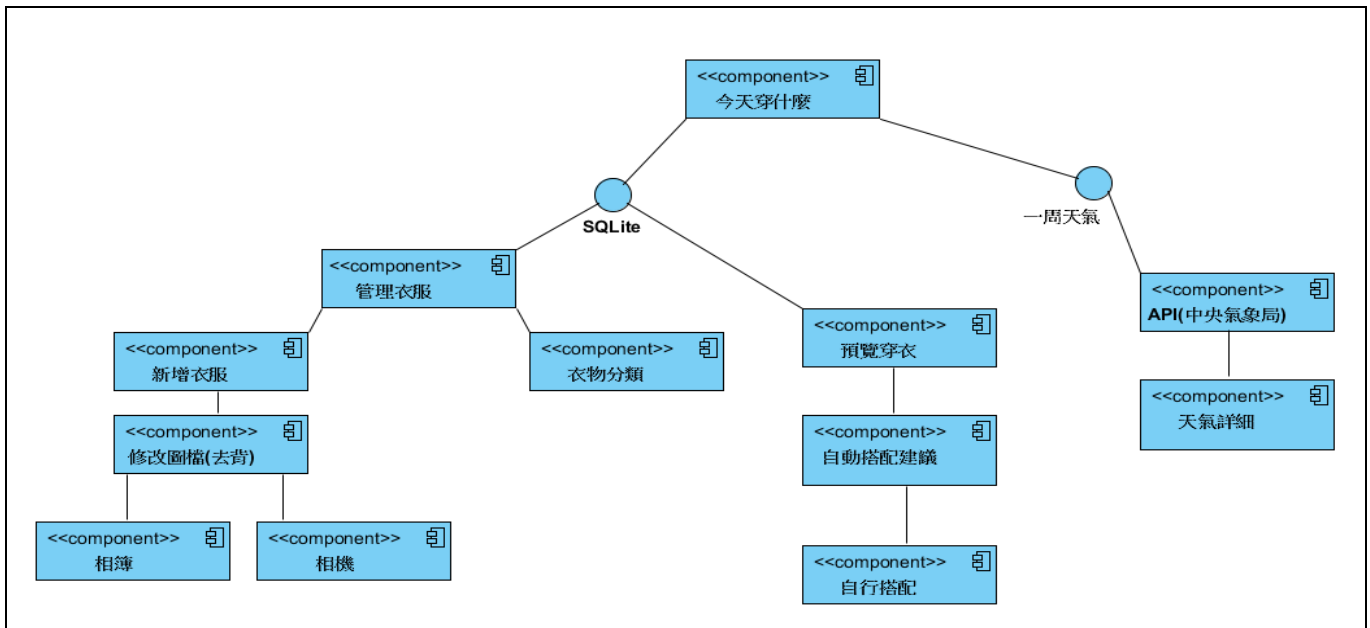 <<component>>
今天穿什麼
SQLite
一周天氣
<<component>>
管理衣服
<<component>>
API(中央氣象局)
<<component>>
預覽穿衣
<<component>>
新增衣服
<<component>>
衣物分類
<<component>>
天氣詳細
<<component>>
修改圖檔(去背)
<<component>>
自動搭配建議
<<component>>
相簿
<<component>>
相機
<<component>>
自行搭配